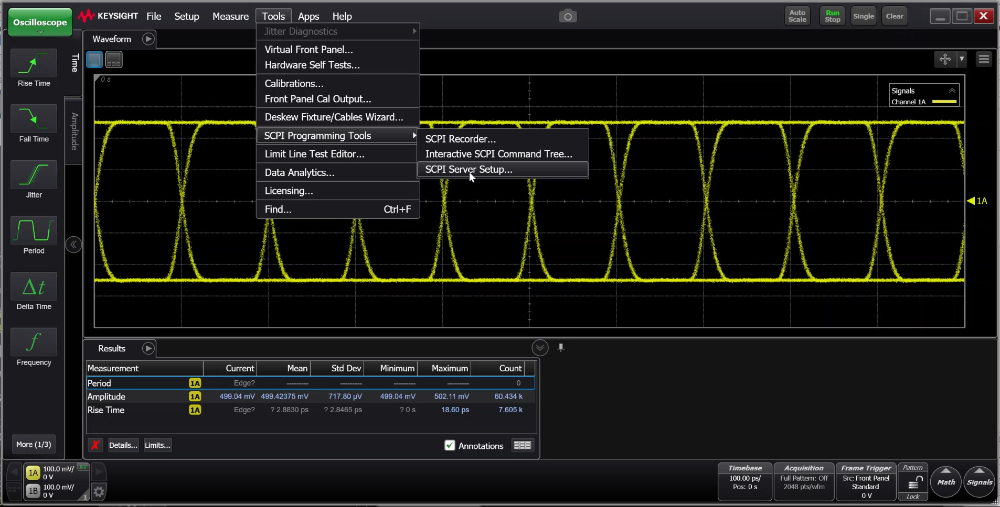 Oscilloscope
KEYSIGHT
File Setup Measure Tools Apps Help
Auto Scale
Run Stop
Single
Clear
Waveform
Jitter Diagnostics
Virtual Front Panel...
Hardware Self Tests...
Calibrations...
Front Panel Cal Output...
Deskew Fixture/Cables Wizard...
SCPI Programming Tools
Limit Line Test Editor...
Data Analytics...
Licensing...
Find... Ctrl+F
SCPI Recorder...
Interactive SCPI Command Tree...
SCPI Server Setup...
Time
Amplitude
Rise Time
Fall Time
Jitter
Period
Δt
Delta Time
f
Frequency
More (1/3)
0 s
Signals
Channel 1A
1A
Results
Measurement Current Mean Std Dev Minimum Maximum Count
Period 1A Edge? --------- --------- --------- --------- 0
Amplitude 1A 499.04 mV 499.42375 mV 717.80 µV 499.04 mV 502.11 mV 60.434 k
Rise Time 1A Edge? ? 2.8830 ps ? 2.8465 ps ? 0 s 18.60 ps 7.605 k
Details... Limits...
Annotations
1A 100.0 mV/
0 V
1B 100.0 mV/
0 V
1
Timebase
100.00 ps/
Pos: 0 s
Acquisition
Full Pattern: Off
2048 pts/wfm
Frame Trigger
Src: Front Panel
Standard
0 V
Pattern
Lock
Math
Signals